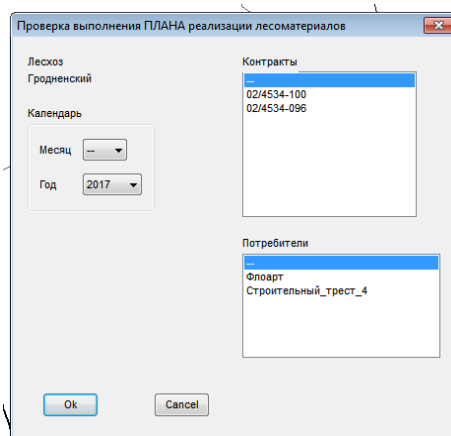 Проверка выполнения ПЛАНА реализации лесоматериалов
Лесхоз
Гродненский
Календарь
Месяц --
Год 2017
Контракты
--
02/4534-100
02/4534-096
Потребители
--
Флоарт
Строительный_трест_4
Ok
Cancel